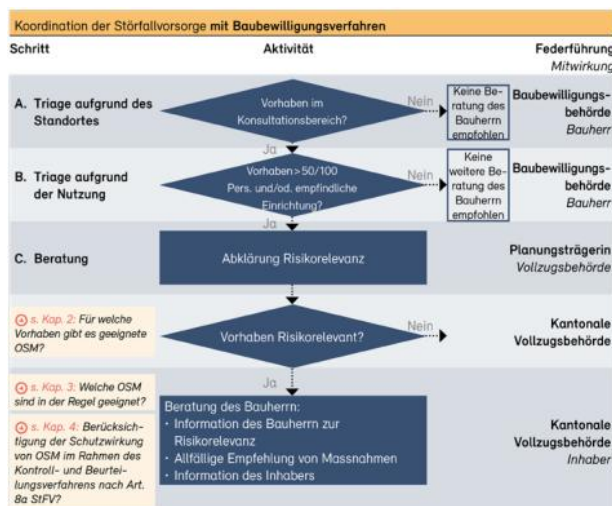 Koordination der Störfallvorsorge mit Baubewilligungsverfahren
Schritt
Aktivität
Federführung
Mitwirkung
A. Triage aufgrund des
Standortes
Vorhaben im
Konsultationsbereich?
Nein
Keine Be-
ratung des
Bauherrn
empfohlen
Baubewilligungs-
behörde
Bauherr
Ja
B. Triage aufgrund
der Nutzung
Vorhaben>50/100
Pers. und/od. empfindliche
Einrichtung?
Nein
Keine
weitere Be-
ratung des
Bauherrn
empfohlen
Baubewilligungs-
behörde
Bauherr
Ja
C. Beratung
Abklärung Risikorelevanz
Planungsträgerin
Vollzugsbehörde
s. Kap. 2: Für welche
Vorhaben gibt es geeignete
OSM?
Vorhaben Risikorelevant?
Nein
Kantonale
Vollzugsbehörde
Ja
s. Kap. 3: Welche OSM
sind in der Regel geeignet?
s. Kap. 4: Berücksich-
tigung der Schutzwirkung
von OSM im Rahmen des
Kontroll- und Beurtei-
lungsverfahrens nach Art.
8a StFV?
Beratung des Bauherrn:
· Information des Bauherrn zur
Risikorelevanz
· Allfällige Empfehlung von Massnahmen
· Information des Inhabers
Kantonale
Vollzugsbehörde
Inhaber